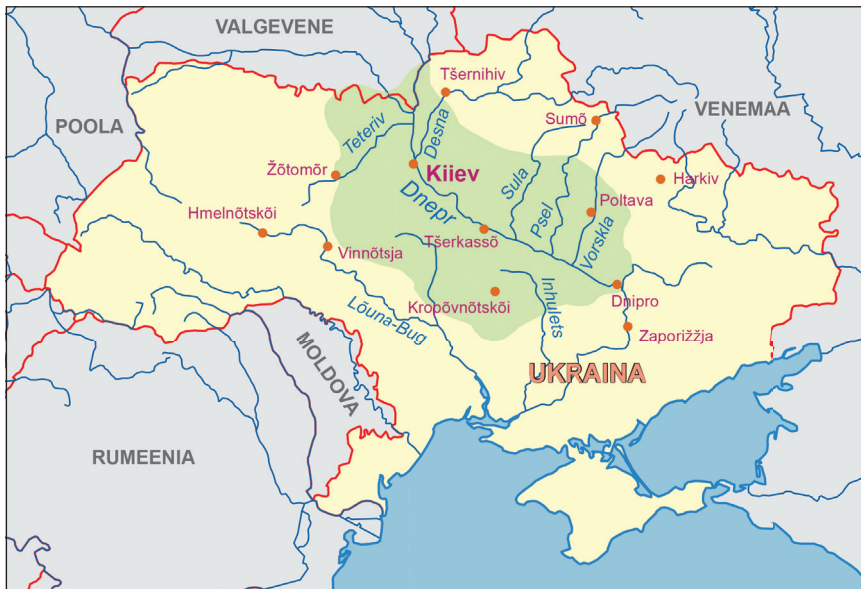 VALGEVENE
Tšernihiv
VENEMAA
Sumõ
POOLA
Teteriv
Desna
Kiiev
Žõtomõr
Sula
Harkiv
Dnepr
Psel
Poltava
Hmelnõtskõi
Vorskla
Tšerkassõ
Vinnõtsja
Inhulets
Dnipro
Kropõvnõtskõi
Lõuna-Bug
Zaporižžja
MOLDOVA
UKRAINA
RUMEENIA